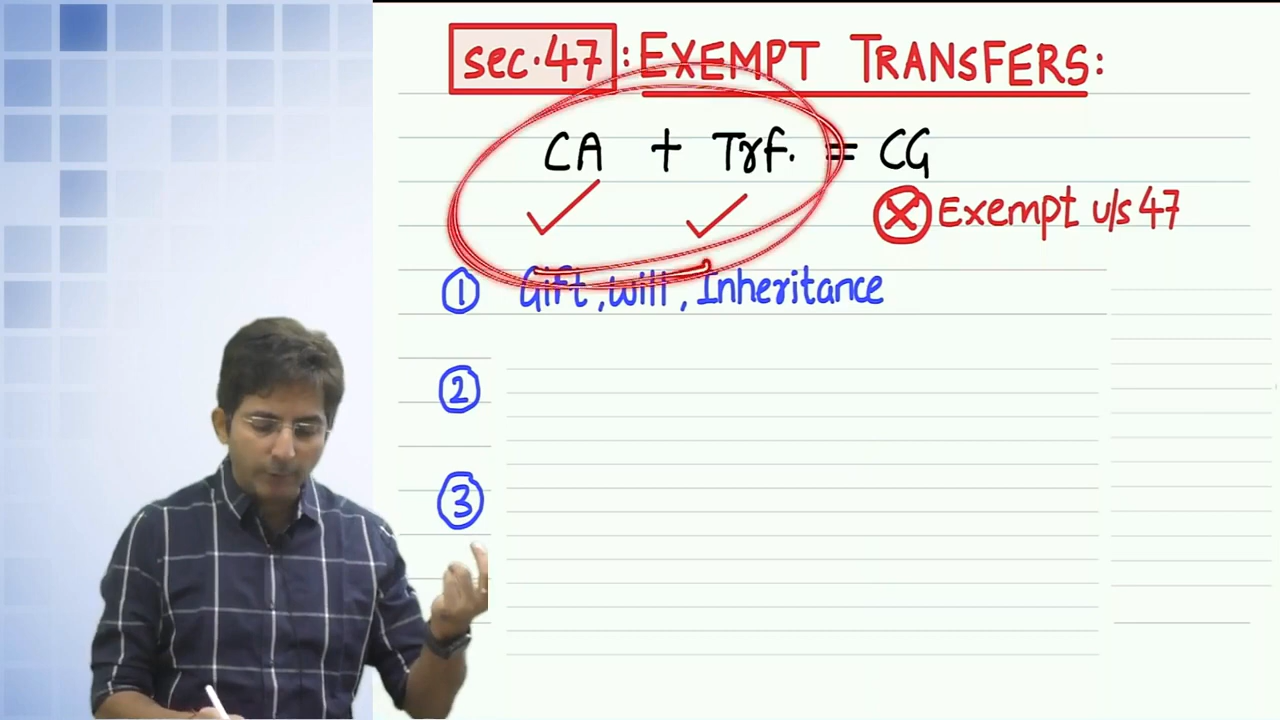 sec.47 : EXEMPT TRANSFERS:
CA + Trf. = CG
Exempt u/s 47
① Gift, will, Inheritance
②
③